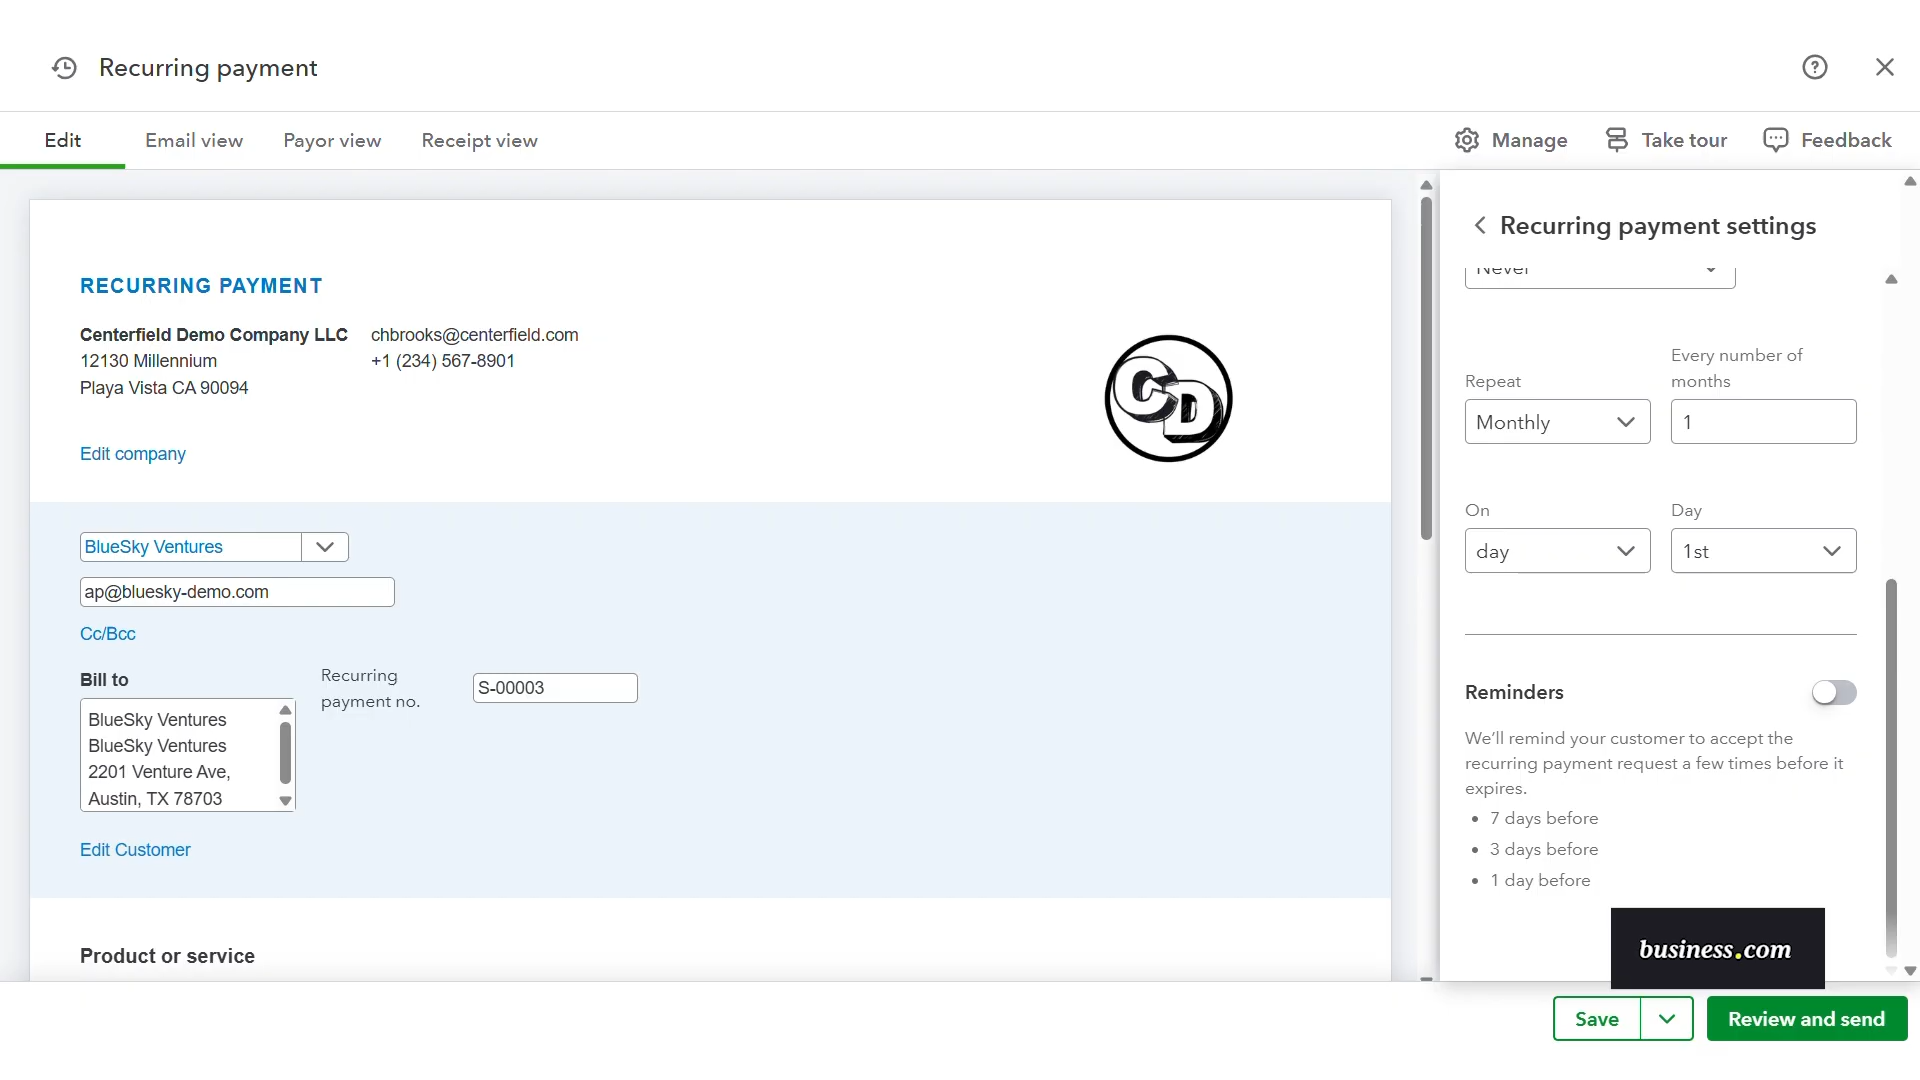 Recurring payment
Edit
Email view
Payor view
Receipt view
Manage
Take tour
Feedback
RECURRING PAYMENT
Centerfield Demo Company LLC
12130 Millennium
Playa Vista CA 90094
chbrooks@centerfield.com
+1 (234) 567-8901
Edit company
CD
BlueSky Ventures
ap@bluesky-demo.com
Cc/Bcc
Bill to
BlueSky Ventures
BlueSky Ventures
2201 Venture Ave,
Austin, TX 78703
Recurring
payment no.
S-00003
Edit Customer
Product or service
Recurring payment settings
Never
Repeat
Monthly
Every number of
months
1
On
day
Day
1st
Reminders
We'll remind your customer to accept the
recurring payment request a few times before it
expires.
• 7 days before
• 3 days before
• 1 day before
business.com
Save
Review and send